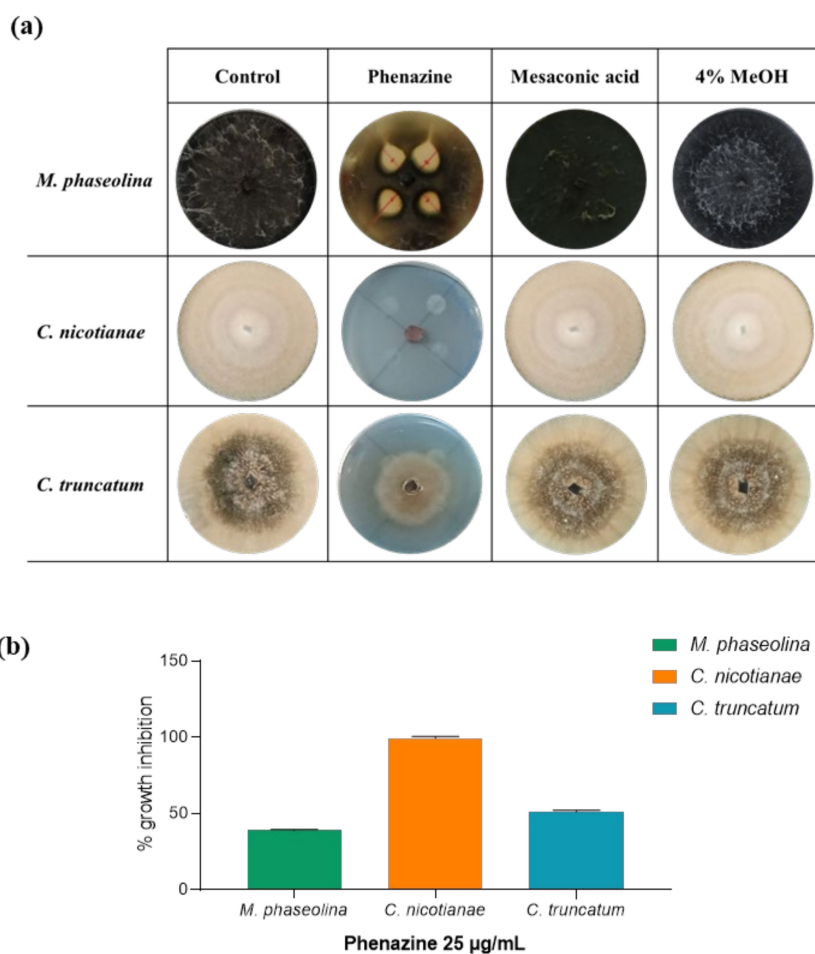 (a)
Control Phenazine Mesaconic acid 4% MeOH
M. phaseolina
C. nicotianae
C. truncatum
(b)
M. phaseolina
C. nicotianae
C. truncatum
150
100
50
0
% growth inhibition
M. phaseolina C. nicotianae C. truncatum
Phenazine 25 µg/mL